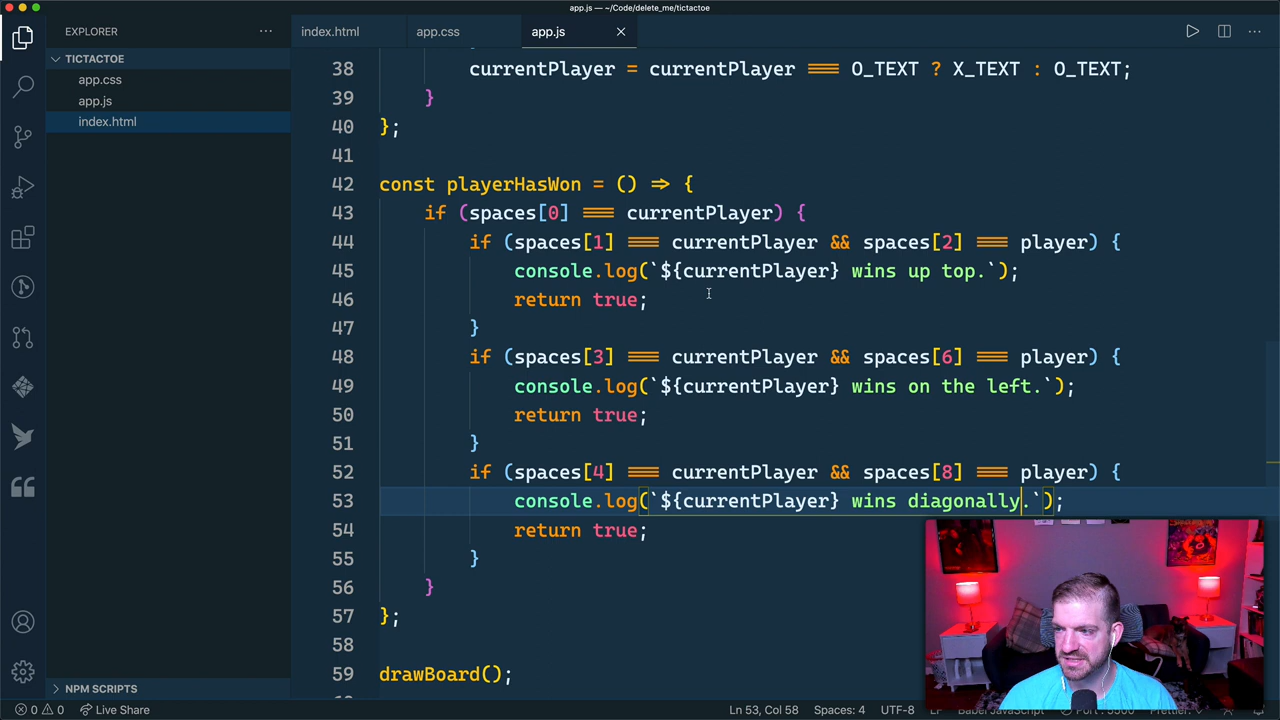 app.js — ~/Code/delete_me/tictactoe
EXPLORER
TICTACTOE
app.css
app.js
index.html
NPM SCRIPTS
index.html
app.css
app.js
38 currentPlayer = currentPlayer === O_TEXT ? X_TEXT : O_TEXT;
39 }
40 };
41
42 const playerHasWon = () => {
43 if (spaces[0] === currentPlayer) {
44 if (spaces[1] === currentPlayer && spaces[2] === player) {
45 console.log(`${currentPlayer} wins up top.`);
46 return true;
47 }
48 if (spaces[3] === currentPlayer && spaces[6] === player) {
49 console.log(`${currentPlayer} wins on the left.`);
50 return true;
51 }
52 if (spaces[4] === currentPlayer && spaces[8] === player) {
53 console.log(`${currentPlayer} wins diagonally.`);
54 return true;
55 }
56 }
57 };
58
59 drawBoard();
0 0 Live Share
Ln 53, Col 58 Spaces: 4 UTF-8